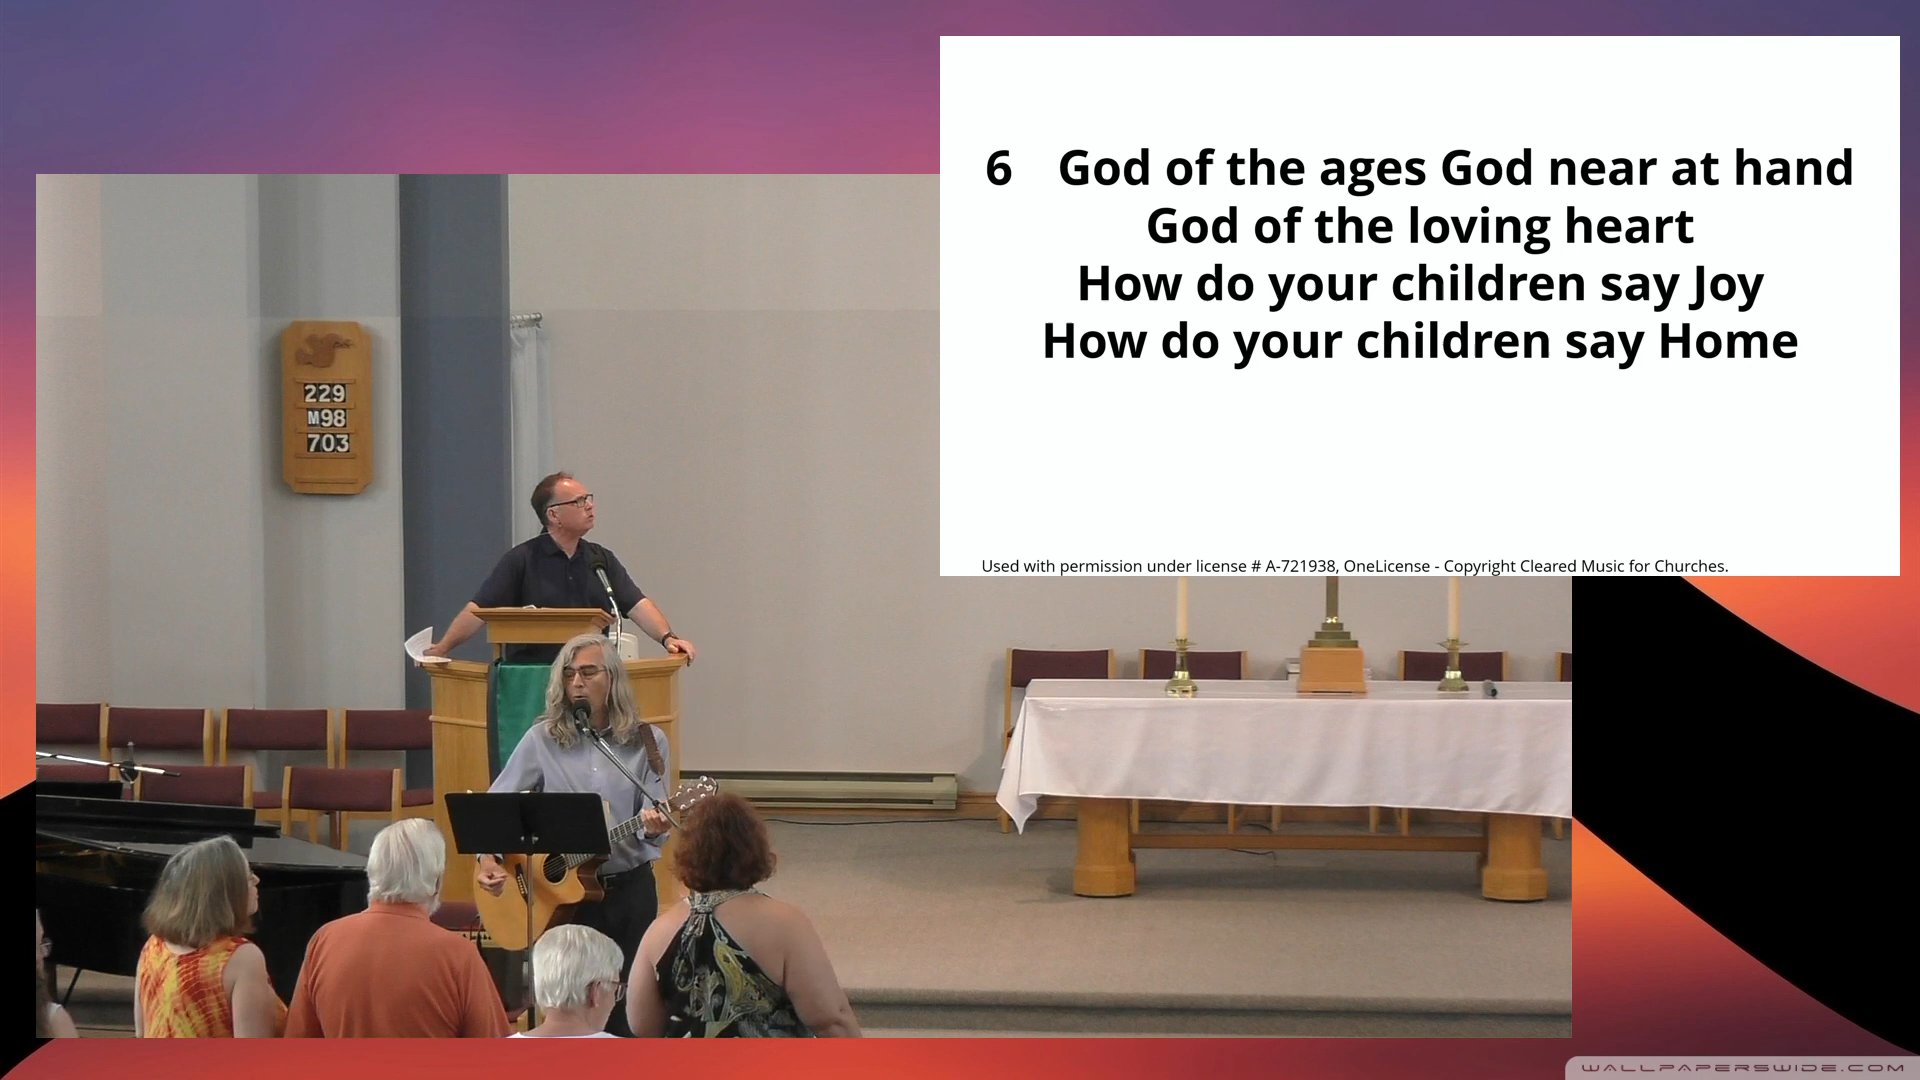 6 God of the ages God near at hand
God of the loving heart
How do your children say Joy
How do your children say Home
Used with permission under license # A-721938, OneLicense - Copyright Cleared Music for Churches.
229
M98
703
WALLPAPERSWIDE.COM